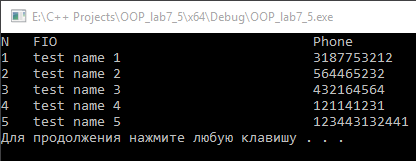 E:\C++ Projects\OOP_lab7_5\x64\Debug\OOP_lab7_5.exe
N FIO Phone
1 test name 1 3187753212
2 test name 2 564465232
3 test name 3 432164564
4 test name 4 121141231
5 test name 5 123443132441
Для продолжения нажмите любую клавишу . . .